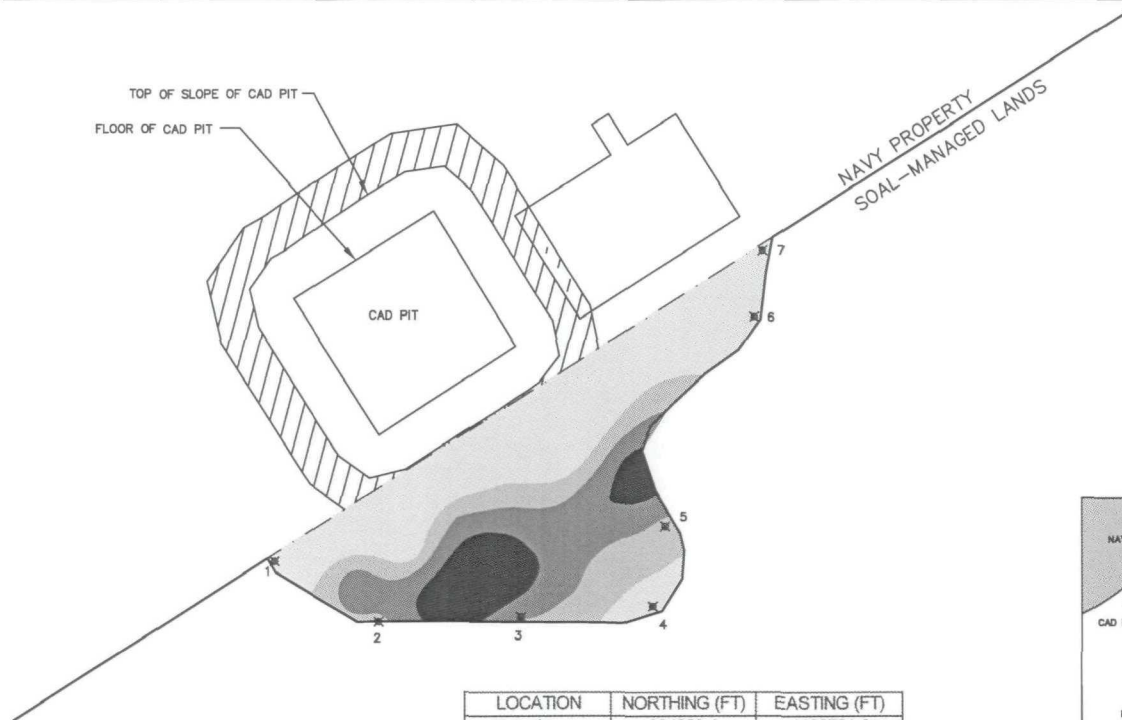 TOP OF SLOPE OF CAD PIT
FLOOR OF CAD PIT
NAVY PROPERTY
SOAL-MANAGED LANDS
CAD PIT
7
6
5
1
2
3
4
CAD
LOCATION NORTHING (FT) EASTING (FT)